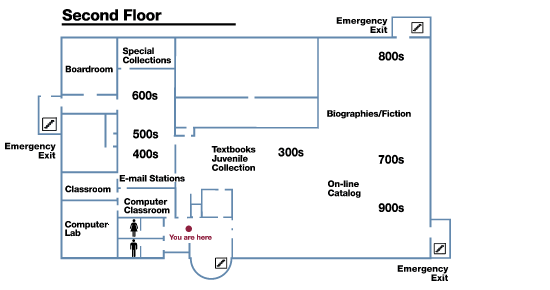 Second Floor
Emergency
Exit
Special
Collections
Boardroom
800s
600s
Biographies/Fiction
500s
Emergency
Exit
400s
Textbooks
Juvenile
Collection
300s
700s
E-mail Stations
Classroom
On-line
Catalog
Computer
Classroom
900s
Computer
Lab
You are here
Emergency
Exit